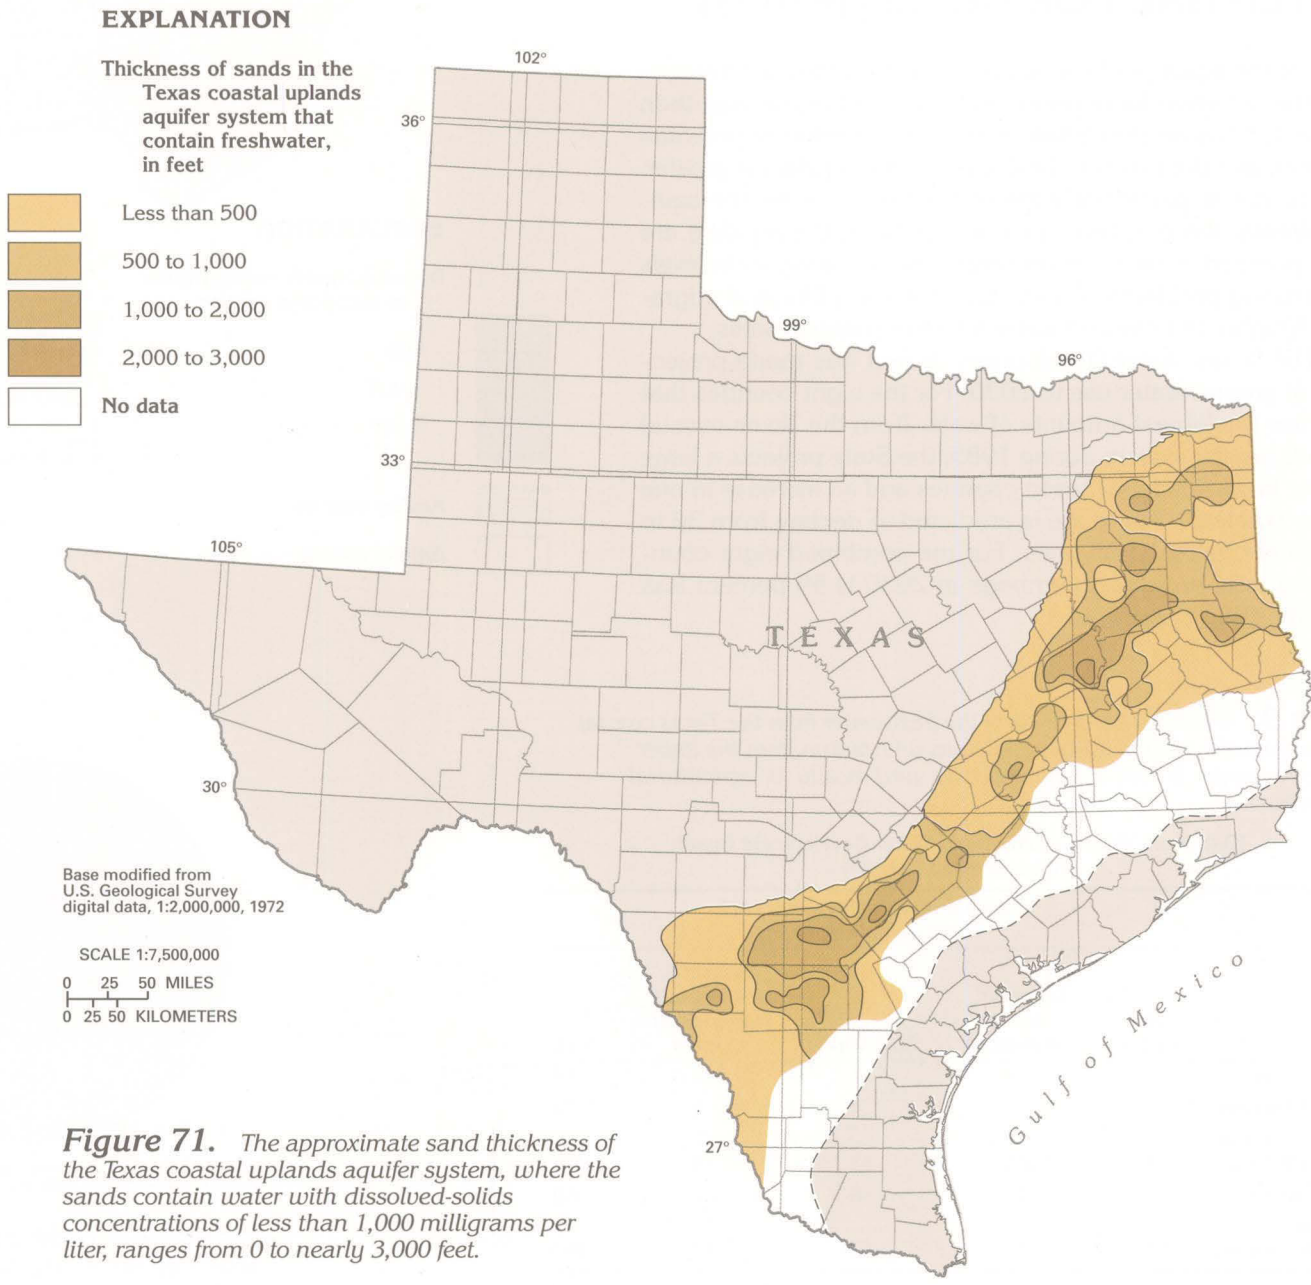 EXPLANATION
Thickness of sands in the
Texas coastal uplands
aquifer system that
contain freshwater,
in feet
Less than 500
500 to 1,000
1,000 to 2,000
2,000 to 3,000
No data
102°
36°
99°
96°
33°
105°
TEXAS
30°
27°
Gulf of Mexico
Base modified from
U.S. Geological Survey
digital data, 1:2,000,000, 1972
SCALE 1:7,500,000
0 25 50 MILES
0 25 50 KILOMETERS
Figure 71. The approximate sand thickness of
the Texas coastal uplands aquifer system, where the
sands contain water with dissolved-solids
concentrations of less than 1,000 milligrams per
liter, ranges from 0 to nearly 3,000 feet.